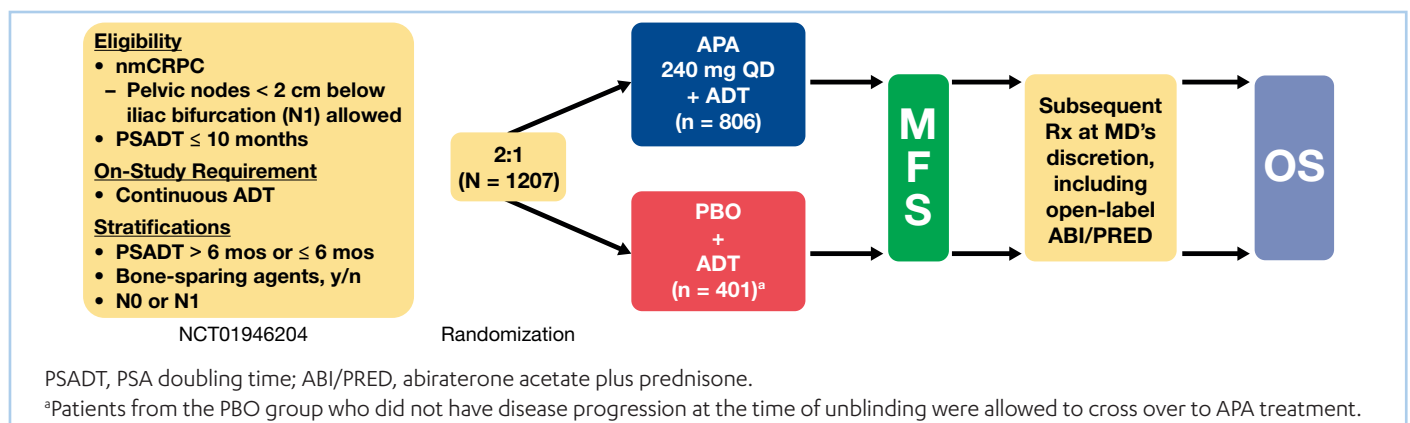 Eligibility
• nmCRPC
– Pelvic nodes < 2 cm below
iliac bifurcation (N1) allowed
• PSADT ≤ 10 months
On-Study Requirement
• Continuous ADT
Stratifications
• PSADT > 6 mos or ≤ 6 mos
• Bone-sparing agents, y/n
• N0 or N1
NCT01946204
2:1
(N = 1207)
Randomization
APA
240 mg QD
+ ADT
(n = 806)
PBO
+
ADT
(n = 401)ᵃ
M
F
S
Subsequent
Rx at MD’s
discretion,
including
open-label
ABI/PRED
OS
PSADT, PSA doubling time; ABI/PRED, abiraterone acetate plus prednisone.
ᵃPatients from the PBO group who did not have disease progression at the time of unblinding were allowed to cross over to APA treatment.